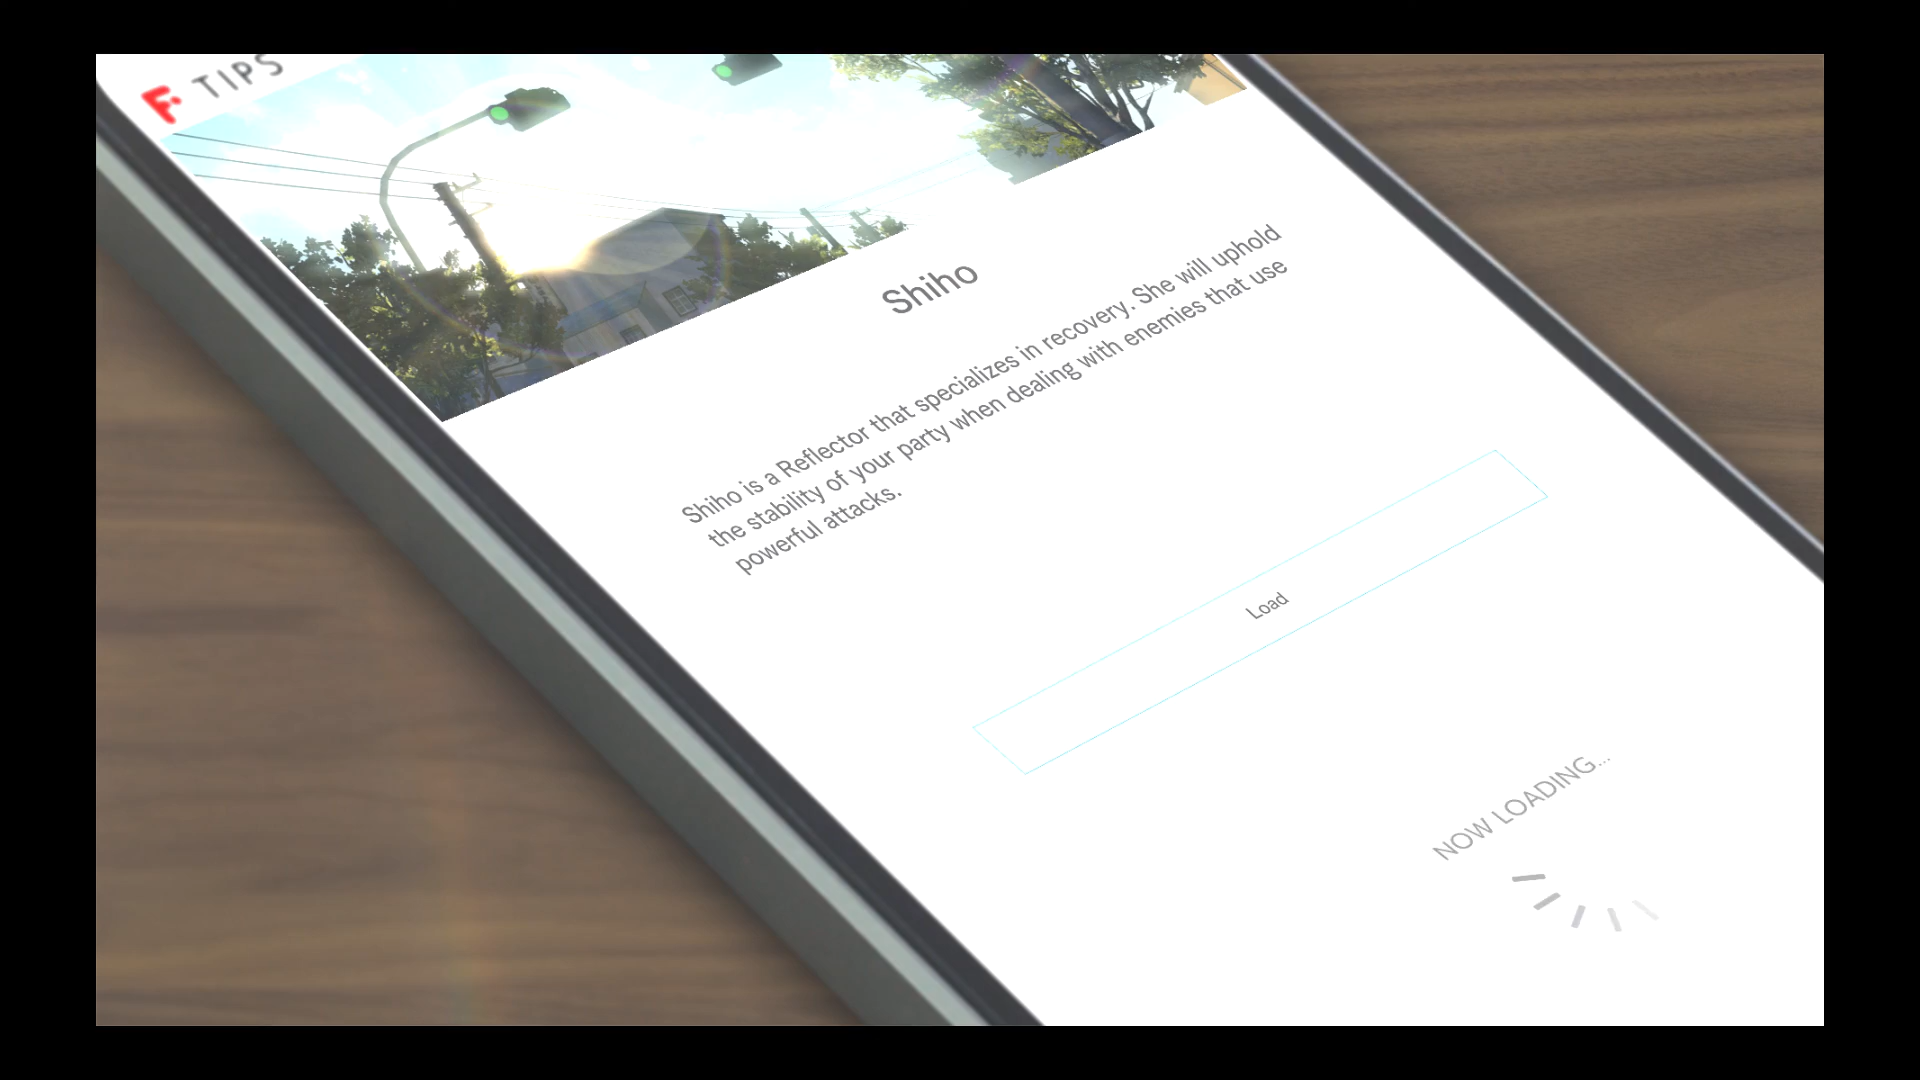 TIPS
Shiho
Shiho is a Reflector that specializes in recovery. She will uphold
the stability of your party when dealing with enemies that use
powerful attacks.
Load
NOW LOADING...